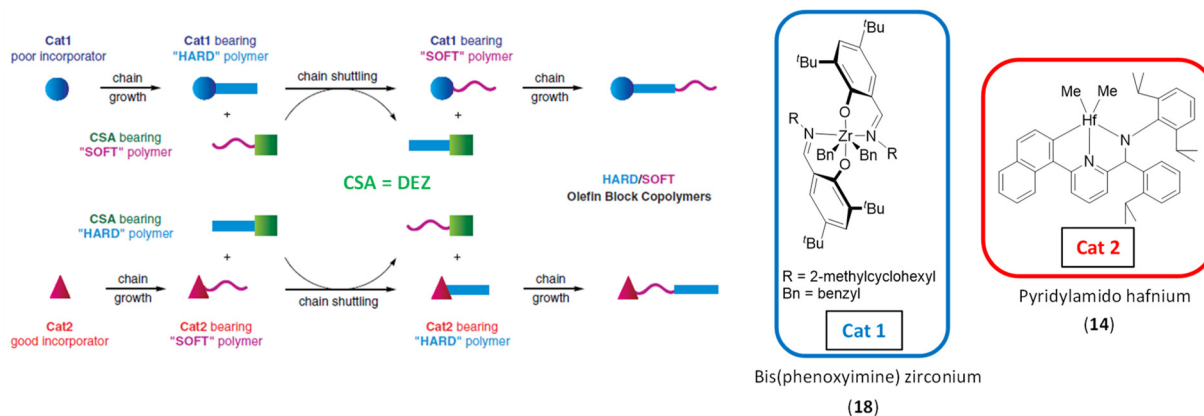 Cat1
poor incorporator
chain
growth
Cat1 bearing
"HARD" polymer
+
CSA bearing
"SOFT" polymer
chain shuttling
Cat1 bearing
"SOFT" polymer
+
chain
growth
CSA = DEZ
HARD/SOFT
Olefin Block Copolymers
CSA bearing
"HARD" polymer
+
+
chain
growth
chain shuttling
chain
growth
Cat2
good incorporator
Cat2 bearing
"SOFT" polymer
Cat2 bearing
"HARD" polymer
tBu
tBu
O
R
N
Zr
N
Bn
Bn
R
O
tBu
tBu
R = 2-methylcyclohexyl
Bn = benzyl
Cat 1
Bis(phenoxyimine) zirconium
(18)
Me
Me
Hf
N
N
Cat 2
Pyridylamido hafnium
(14)